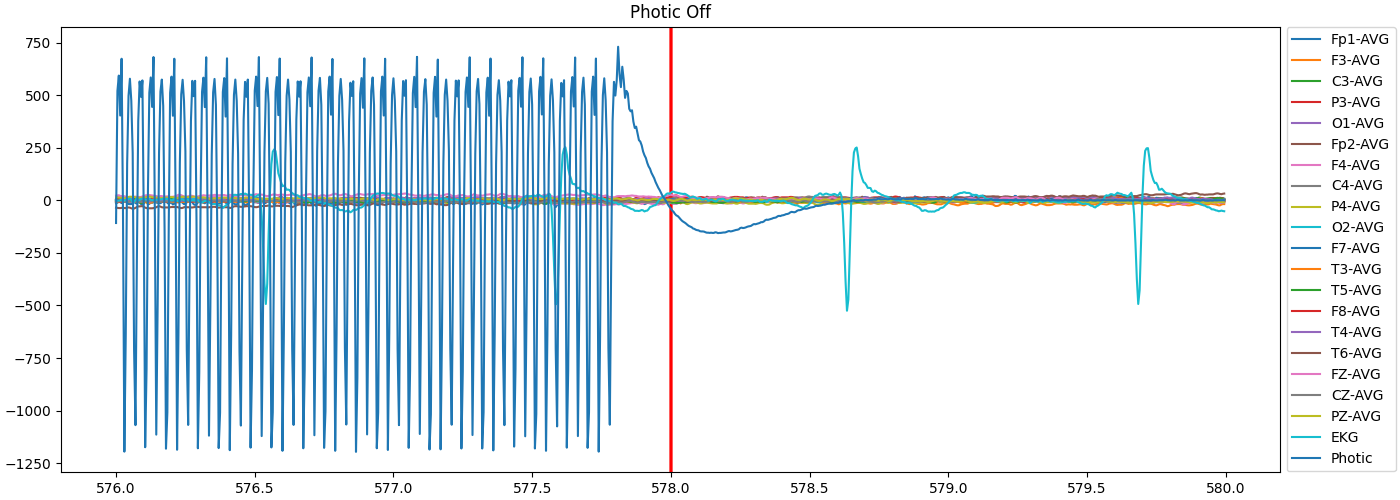 Photic Off
750
500
250
0
−250
−500
−750
−1000
−1250
576.0 576.5 577.0 577.5 578.0 578.5 579.0 579.5 580.0
Fp1-AVG
F3-AVG
C3-AVG
P3-AVG
O1-AVG
Fp2-AVG
F4-AVG
C4-AVG
P4-AVG
O2-AVG
F7-AVG
T3-AVG
T5-AVG
F8-AVG
T4-AVG
T6-AVG
FZ-AVG
CZ-AVG
PZ-AVG
EKG
Photic